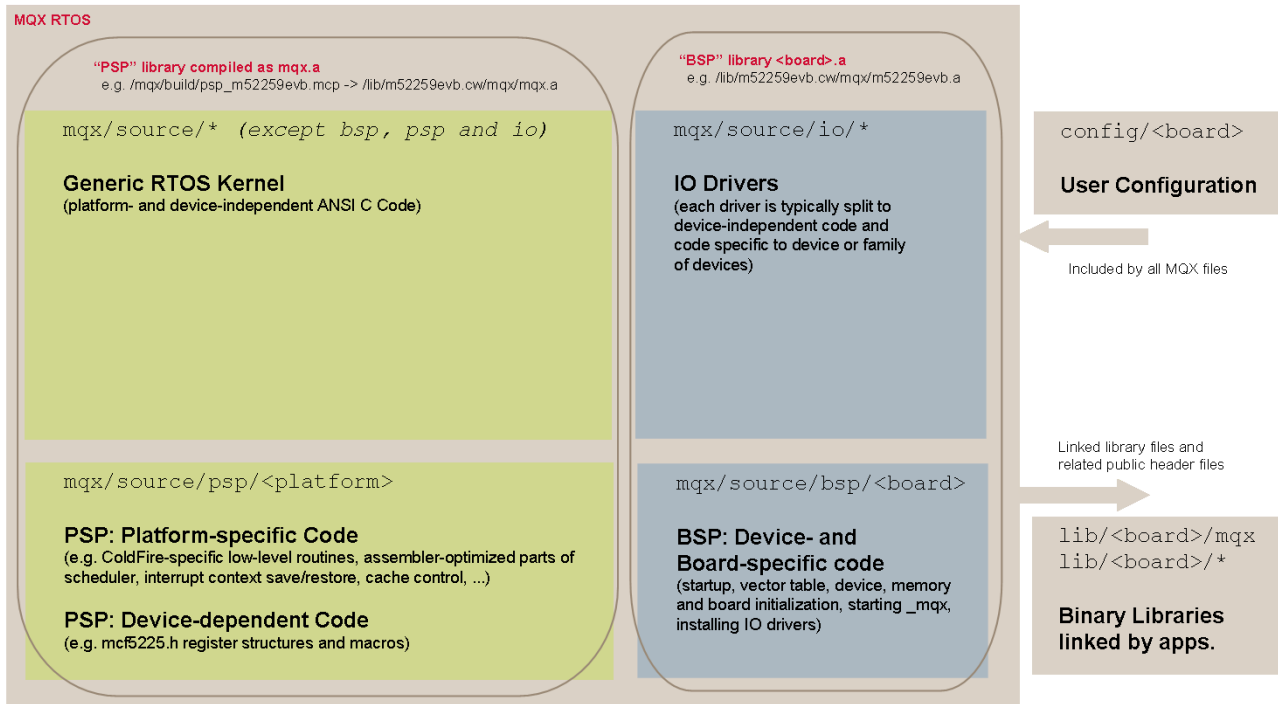 MQX RTOS
“PSP” library compiled as mqx.a
e.g. /mqx/build/psp_m52259evb.mcp -> /lib/m52259evb.cw/mqx/mqx.a
mqx/source/* (except bsp, psp and io)
Generic RTOS Kernel
(platform- and device-independent ANSI C Code)
mqx/source/psp/<platform>
PSP: Platform-specific Code
(e.g. ColdFire-specific low-level routines, assembler-optimized parts of
scheduler, interrupt context save/restore, cache control, ...)
PSP: Device-dependent Code
(e.g. mcf5225.h register structures and macros)
“BSP” library <board>.a
e.g. /lib/m52259evb.cw/mqx/m52259evb.a
mqx/source/io/*
IO Drivers
(each driver is typically split to
device-independent code and
code specific to device or family
of devices)
mqx/source/bsp/<board>
BSP: Device- and
Board-specific code
(startup, vector table, device, memory
and board initialization, starting _mqx,
installing IO drivers)
config/<board>
User Configuration
Included by all MQX files
Linked library files and
related public header files
lib/<board>/mqx
lib/<board>/*
Binary Libraries
linked by apps.